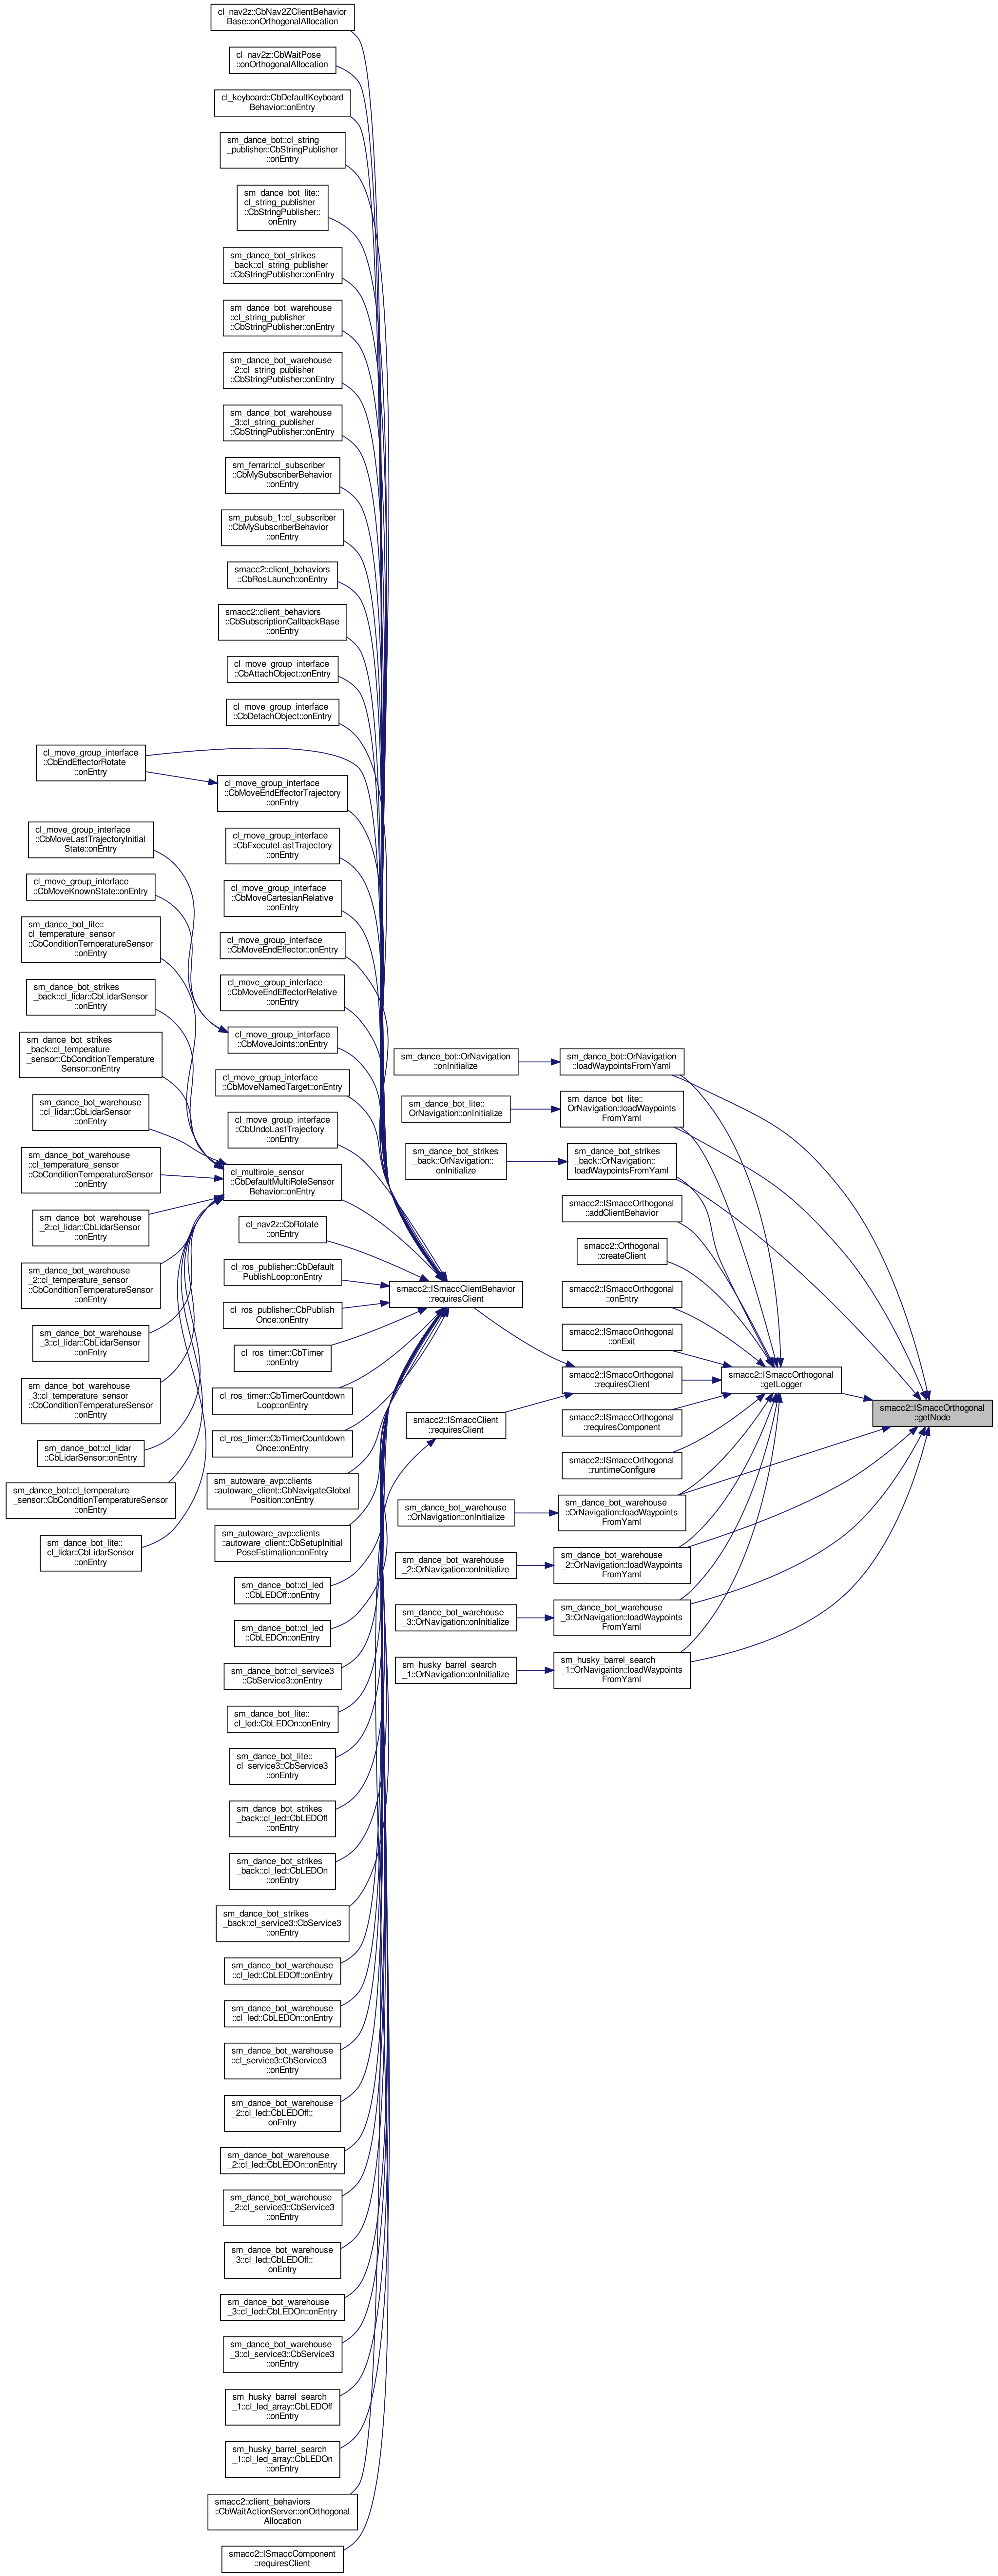 cl_nav2z::CbNav2ZClientBehavior
Base::onOrthogonalAllocation
cl_nav2z::CbWaitPose
::onOrthogonalAllocation
cl_keyboard::CbDefaultKeyboard
Behavior::onEntry
sm_dance_bot::cl_string
_publisher::CbStringPublisher
::onEntry
sm_dance_bot_lite::
cl_string_publisher
::CbStringPublisher::
onEntry
sm_dance_bot_strikes
_back::cl_string_publisher
::CbStringPublisher::onEntry
sm_dance_bot_warehouse
::cl_string_publisher
::CbStringPublisher::onEntry
sm_dance_bot_warehouse
_2::cl_string_publisher
::CbStringPublisher::onEntry
sm_dance_bot_warehouse
_3::cl_string_publisher
::CbStringPublisher::onEntry
sm_ferrari::cl_subscriber
::CbMySubscriberBehavior
::onEntry
sm_pubsub_1::cl_subscriber
::CbMySubscriberBehavior
::onEntry
smacc2::client_behaviors
::CbRosLaunch::onEntry
smacc2::client_behaviors
::CbSubscriptionCallbackBase
::onEntry
cl_move_group_interface
::CbAttachObject::onEntry
cl_move_group_interface
::CbDetachObject::onEntry
cl_move_group_interface
::CbEndEffectorRotate
::onEntry
cl_move_group_interface
::CbMoveEndEffectorTrajectory
::onEntry
cl_move_group_interface
::CbMoveLastTrajectoryInitial
State::onEntry
cl_move_group_interface
::CbExecuteLastTrajectory
::onEntry
cl_move_group_interface
::CbMoveKnownState::onEntry
cl_move_group_interface
::CbMoveCartesianRelative
::onEntry
sm_dance_bot_lite::
cl_temperature_sensor
::CbConditionTemperatureSensor
::onEntry
cl_move_group_interface
::CbMoveEndEffector::onEntry
sm_dance_bot_strikes
_back::cl_lidar::CbLidarSensor
::onEntry
cl_move_group_interface
::CbMoveEndEffectorRelative
::onEntry
sm_dance_bot_strikes
_back::cl_temperature
_sensor::CbConditionTemperature
Sensor::onEntry
cl_move_group_interface
::CbMoveJoints::onEntry
sm_dance_bot::OrNavigation
::onInitialize
sm_dance_bot::OrNavigation
::loadWaypointsFromYaml
cl_move_group_interface
::CbMoveNamedTarget::onEntry
sm_dance_bot_lite::
OrNavigation::onInitialize
sm_dance_bot_lite::
OrNavigation::loadWaypoints
FromYaml
sm_dance_bot_warehouse
::cl_lidar::CbLidarSensor
::onEntry
cl_move_group_interface
::CbUndoLastTrajectory
::onEntry
sm_dance_bot_strikes
_back::OrNavigation::
onInitialize
sm_dance_bot_strikes
_back::OrNavigation::
loadWaypointsFromYaml
sm_dance_bot_warehouse
::cl_temperature_sensor
::CbConditionTemperatureSensor
::onEntry
cl_multirole_sensor
::CbDefaultMultiRoleSensor
Behavior::onEntry
smacc2::ISmaccOrthogonal
::addClientBehavior
sm_dance_bot_warehouse
_2::cl_lidar::CbLidarSensor
::onEntry
cl_nav2z::CbRotate
::onEntry
smacc2::Orthogonal
::createClient
sm_dance_bot_warehouse
_2::cl_temperature_sensor
::CbConditionTemperatureSensor
::onEntry
cl_ros_publisher::CbDefault
PublishLoop::onEntry
smacc2::ISmaccClientBehavior
::requiresClient
smacc2::ISmaccOrthogonal
::onEntry
cl_ros_publisher::CbPublish
Once::onEntry
sm_dance_bot_warehouse
_3::cl_lidar::CbLidarSensor
::onEntry
cl_ros_timer::CbTimer
::onEntry
smacc2::ISmaccOrthogonal
::onExit
sm_dance_bot_warehouse
_3::cl_temperature_sensor
::CbConditionTemperatureSensor
::onEntry
cl_ros_timer::CbTimerCountdown
Loop::onEntry
smacc2::ISmaccOrthogonal
::requiresClient
smacc2::ISmaccOrthogonal
::getLogger
smacc2::ISmaccOrthogonal
::getNode
sm_dance_bot::cl_lidar
::CbLidarSensor::onEntry
cl_ros_timer::CbTimerCountdown
Once::onEntry
smacc2::ISmaccClient
::requiresClient
smacc2::ISmaccOrthogonal
::requiresComponent
sm_dance_bot::cl_temperature
_sensor::CbConditionTemperatureSensor
::onEntry
sm_autoware_avp::clients
::autoware_client::CbNavigateGlobal
Position::onEntry
smacc2::ISmaccOrthogonal
::runtimeConfigure
sm_dance_bot_lite::
cl_lidar::CbLidarSensor
::onEntry
sm_autoware_avp::clients
::autoware_client::CbSetupInitial
PoseEstimation::onEntry
sm_dance_bot_warehouse
::OrNavigation::onInitialize
sm_dance_bot_warehouse
::OrNavigation::loadWaypoints
FromYaml
sm_dance_bot::cl_led
::CbLEDOff::onEntry
sm_dance_bot_warehouse
_2::OrNavigation::onInitialize
sm_dance_bot_warehouse
_2::OrNavigation::loadWaypoints
FromYaml
sm_dance_bot::cl_led
::CbLEDOn::onEntry
sm_dance_bot_warehouse
_3::OrNavigation::onInitialize
sm_dance_bot_warehouse
_3::OrNavigation::loadWaypoints
FromYaml
sm_dance_bot::cl_service3
::CbService3::onEntry
sm_husky_barrel_search
_1::OrNavigation::onInitialize
sm_husky_barrel_search
_1::OrNavigation::loadWaypoints
FromYaml
sm_dance_bot_lite::
cl_led::CbLEDOn::onEntry
sm_dance_bot_lite::
cl_service3::CbService3
::onEntry
sm_dance_bot_strikes
_back::cl_led::CbLEDOff
::onEntry
sm_dance_bot_strikes
_back::cl_led::CbLEDOn
::onEntry
sm_dance_bot_strikes
_back::cl_service3::CbService3
::onEntry
sm_dance_bot_warehouse
::cl_led::CbLEDOff::onEntry
sm_dance_bot_warehouse
::cl_led::CbLEDOn::onEntry
sm_dance_bot_warehouse
::cl_service3::CbService3
::onEntry
sm_dance_bot_warehouse
_2::cl_led::CbLEDOff::
onEntry
sm_dance_bot_warehouse
_2::cl_led::CbLEDOn::onEntry
sm_dance_bot_warehouse
_2::cl_service3::CbService3
::onEntry
sm_dance_bot_warehouse
_3::cl_led::CbLEDOff::
onEntry
sm_dance_bot_warehouse
_3::cl_led::CbLEDOn::onEntry
sm_dance_bot_warehouse
_3::cl_service3::CbService3
::onEntry
sm_husky_barrel_search
_1::cl_led_array::CbLEDOff
::onEntry
sm_husky_barrel_search
_1::cl_led_array::CbLEDOn
::onEntry
smacc2::client_behaviors
::CbWaitActionServer::onOrthogonal
Allocation
smacc2::ISmaccComponent
::requiresClient